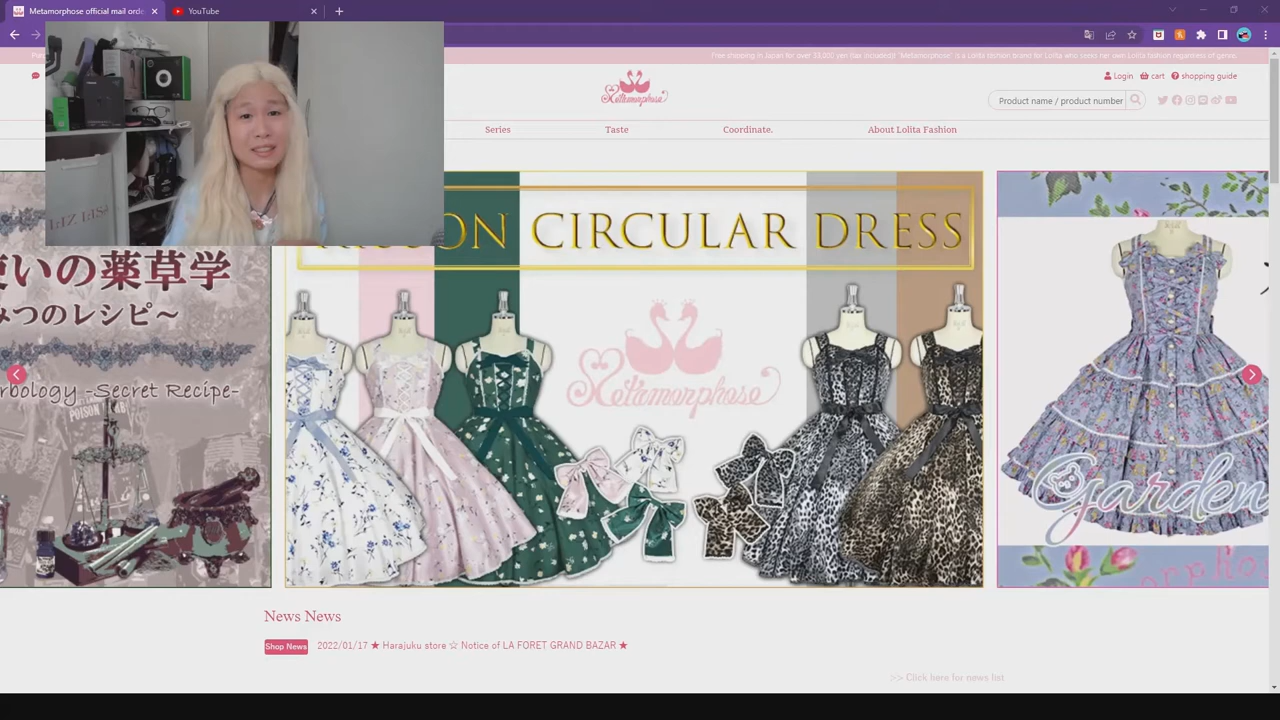 Metamorphose official mail orde
YouTube
Free shipping in Japan for over 33,000 yen (tax included) "Metamorphose" is a Lolita fashion brand for Lolita who seeks her own Lolita fashion regardless of genre.
Login
cart
shopping guide
Metamorphose
Product name / product number
Series
Taste
Coordinate.
About Lolita Fashion
CIRCULAR DRESS
使いの薬草学
みつのレシピ～
rbology -Secret Recipe-
POISON
Metamorphose
Garden
News News
Shop News
2022/01/17 ★ Harajuku store ☆ Notice of LA FORET GRAND BAZAR ★
>> Click here for news list